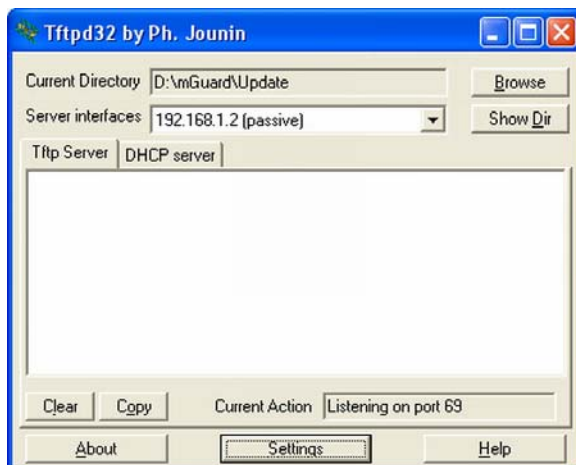 Tftpd32 by Ph. Jounin
Current Directory D:\mGuard\Update Browse
Server interfaces 192.168.1.2 (passive) Show Dir
Tftp Server DHCP server
Clear Copy Current Action Listening on port 69
About Settings Help